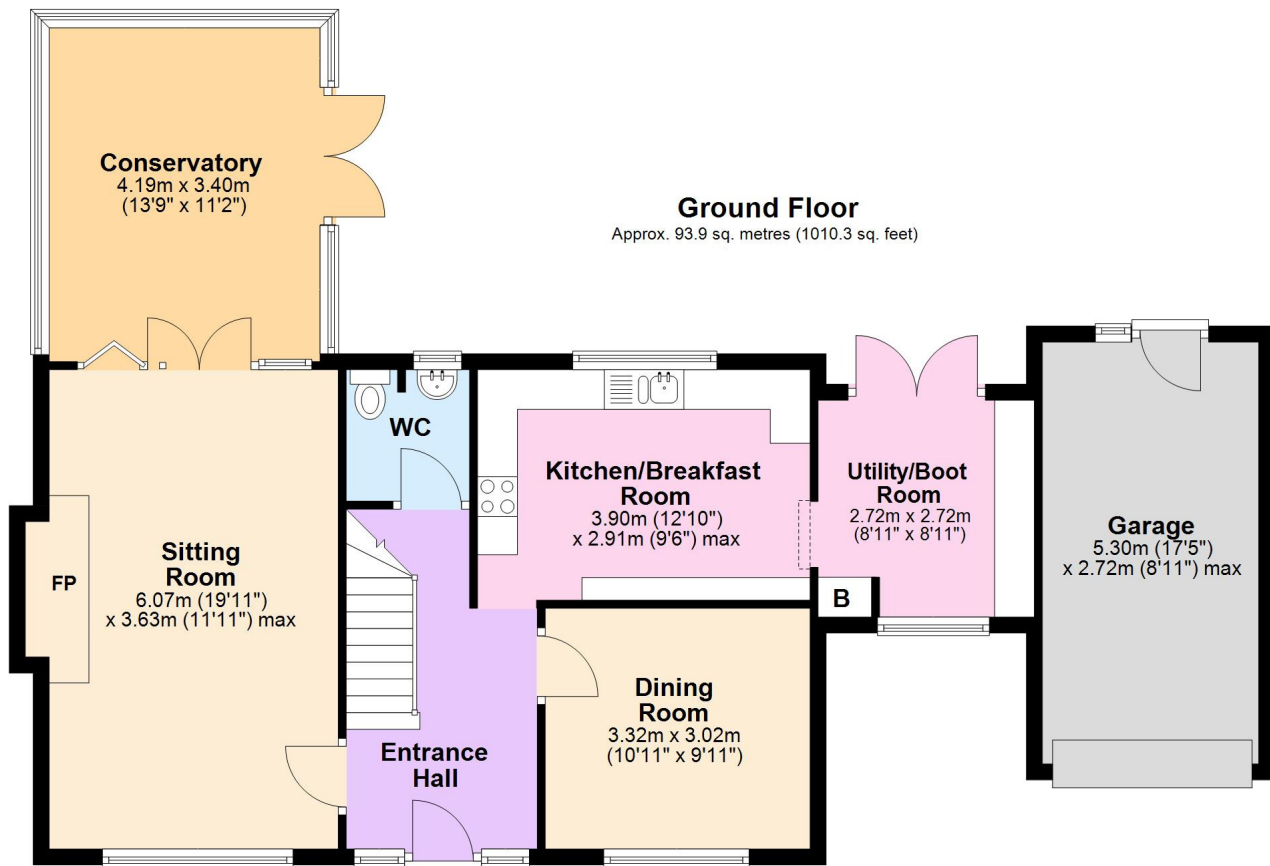 Conservatory
4.19m x 3.40m
(13'9" x 11'2")
Ground Floor
Approx. 93.9 sq. metres (1010.3 sq. feet)
WC
Kitchen/Breakfast
Room
3.90m (12'10")
x 2.91m (9'6") max
Utility/Boot
Room
2.72m x 2.72m
(8'11" x 8'11")
Garage
5.30m (17'5")
x 2.72m (8'11") max
FP
Sitting
Room
6.07m (19'11")
x 3.63m (11'11") max
B
Dining
Room
3.32m x 3.02m
(10'11" x 9'11")
Entrance
Hall